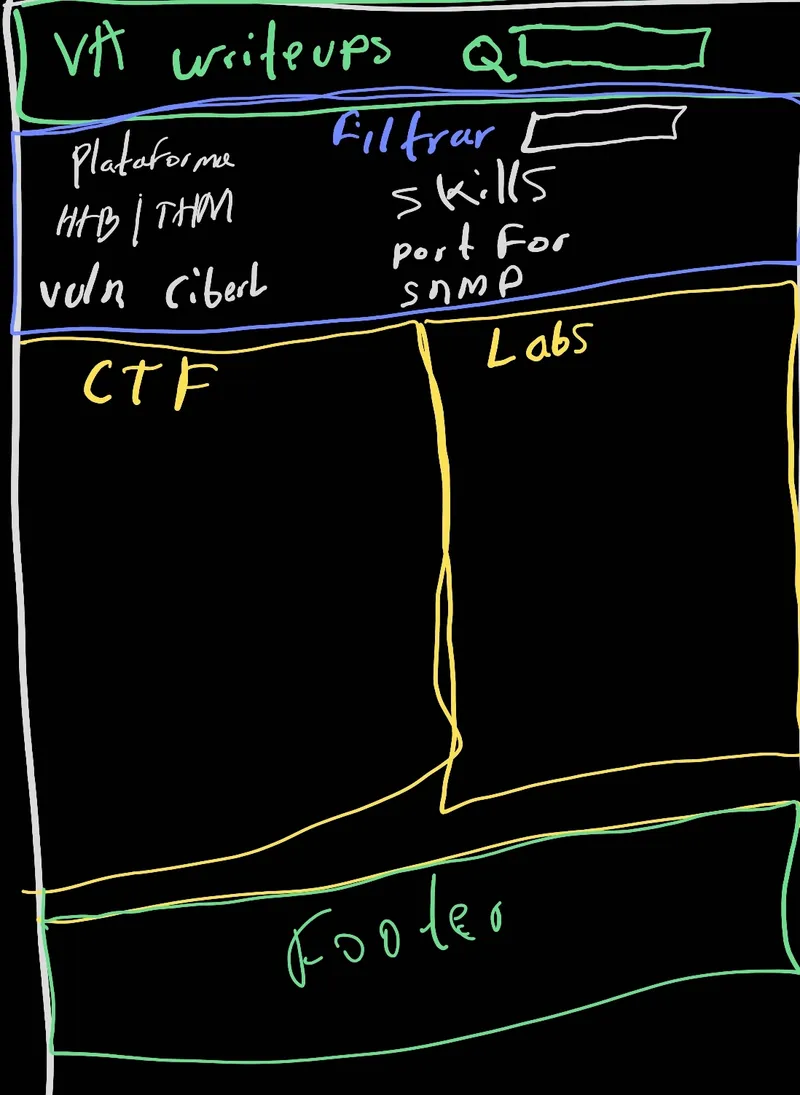 VA writeups Q
Filtrar
Plataforma
HTB | THM
vuln Ciberl
skills
port For
snmp
CTF
Labs
Footer